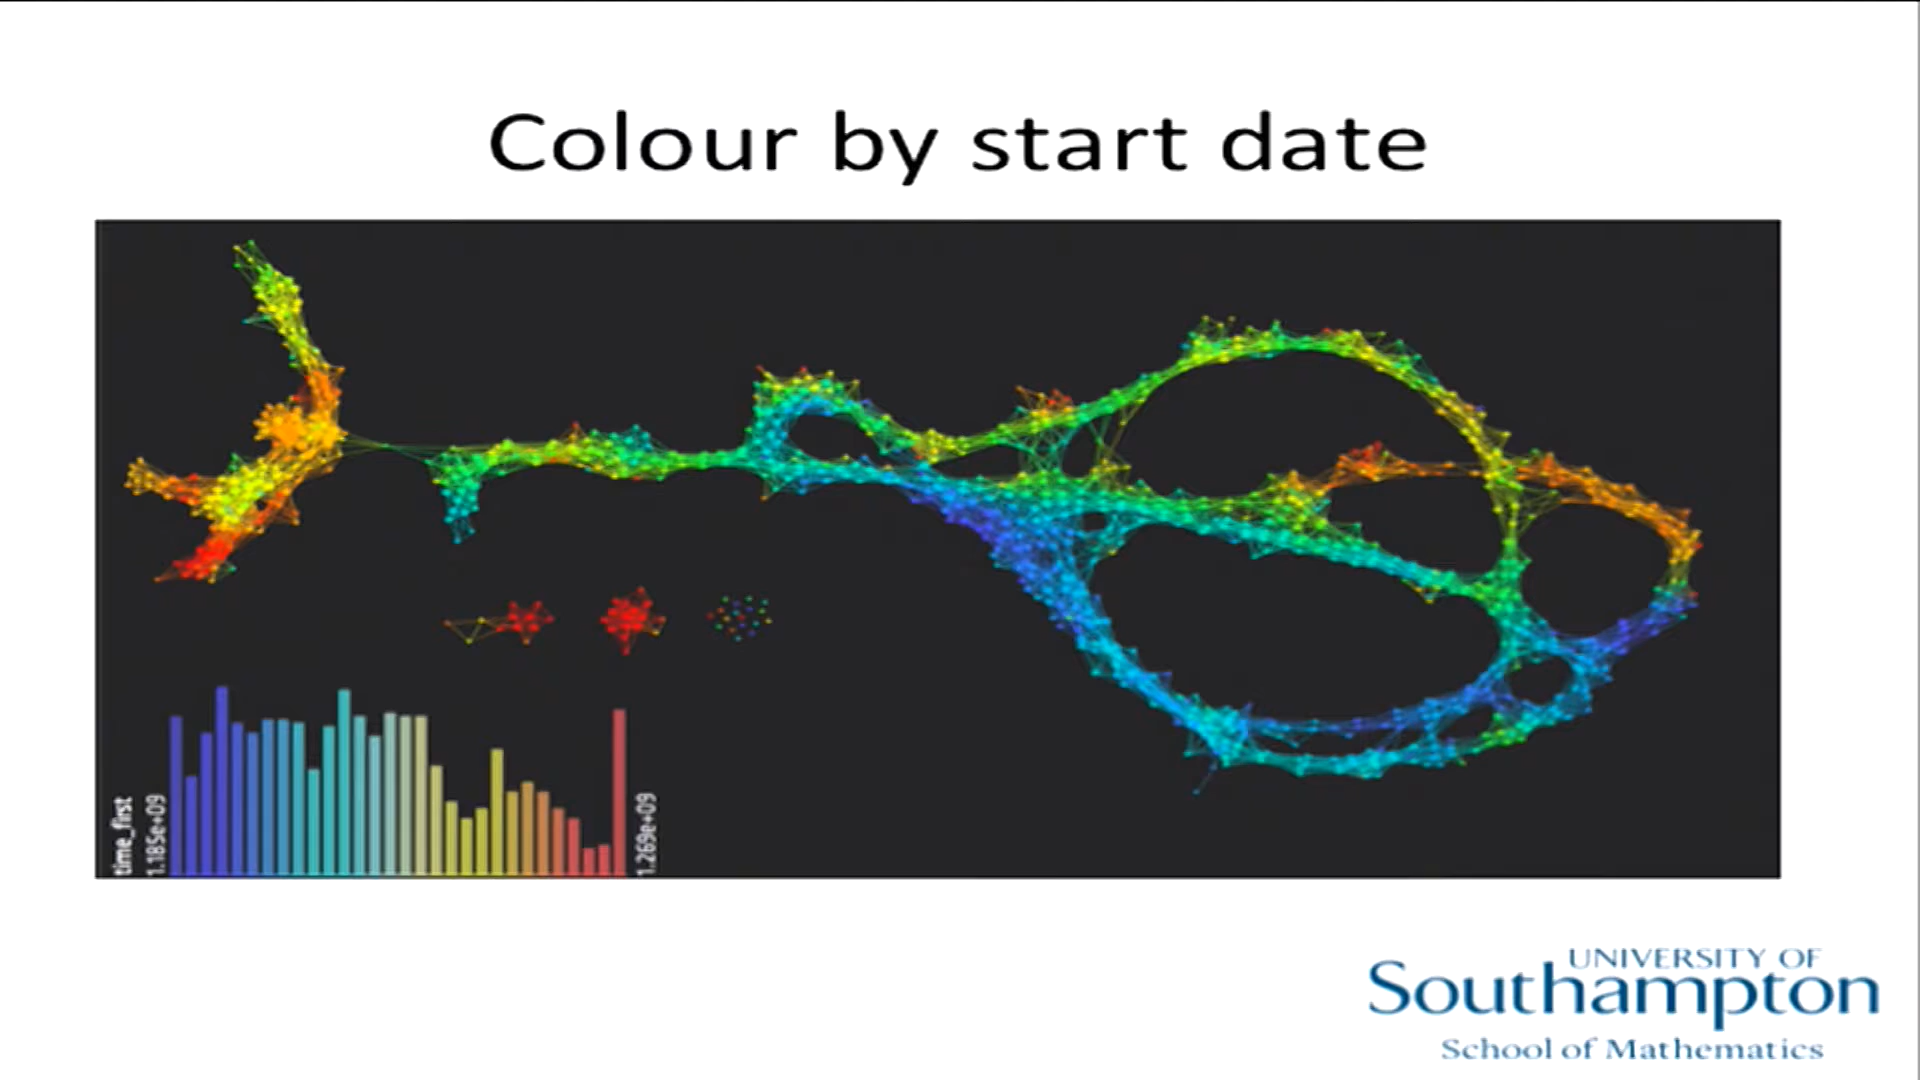 Colour by start date
time_first
1.185e+09
1.269e+09
UNIVERSITY OF
Southampton
School of Mathematics